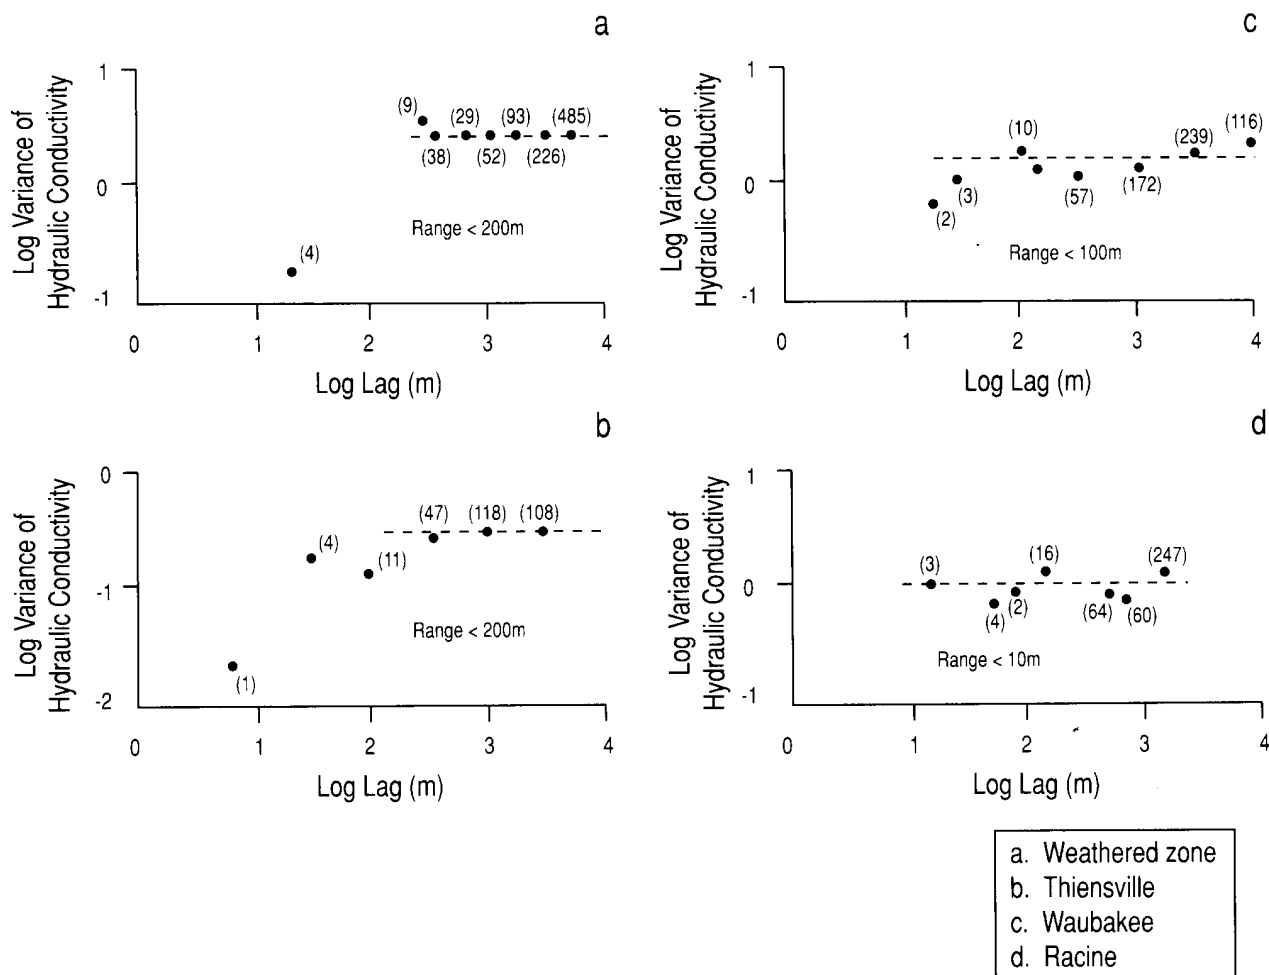 a
Log Variance of
Hydraulic Conductivity
1
0
-1
(9)
(29)
(93)
(485)
(38)
(52)
(226)
(4)
Range < 200m
0 1 2 3 4
Log Lag (m)
c
Log Variance of
Hydraulic Conductivity
1
0
-1
(10)
(239)
(116)
(3)
(2)
(57)
(172)
Range < 100m
0 1 2 3 4
Log Lag (m)
b
Log Variance of
Hydraulic Conductivity
0
-1
-2
(47)
(118)
(108)
(4)
(11)
(1)
Range < 200m
0 1 2 3 4
Log Lag (m)
d
Log Variance of
Hydraulic Conductivity
1
0
-1
(3)
(16)
(247)
(4)
(2)
(64)
(60)
Range < 10m
0 1 2 3 4
Log Lag (m)
a. Weathered zone
b. Thiensville
c. Waubakee
d. Racine